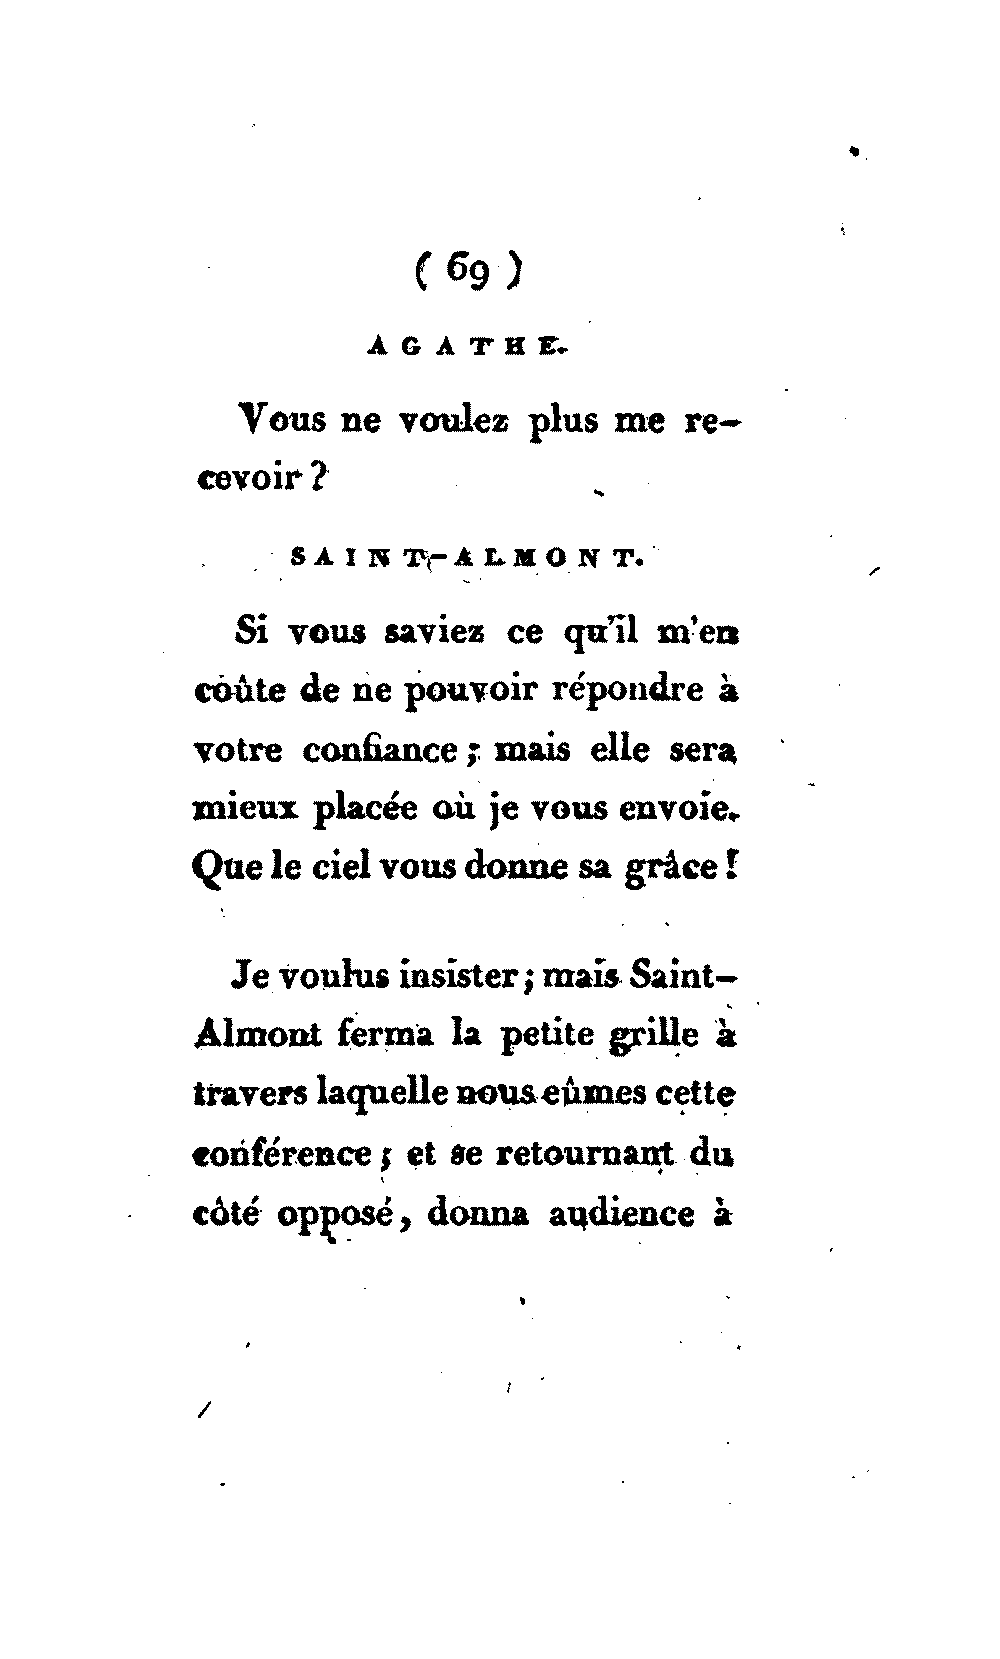 ( 69 )
AGATHE.
Vous ne voulez plus me re-
cevoir ?
SAINT-ALMONT.
Si vous saviez ce qu'il m'en
coûte de ne pouvoir répondre à
votre confiance ; mais elle sera
mieux placée où je vous envoie.
Que le ciel vous donne sa grâce !
Je voulus insister ; mais Saint-
Almont ferma la petite grille à
travers laquelle nous eûmes cette
conférence ; et se retournant du
côté opposé, donna audience à